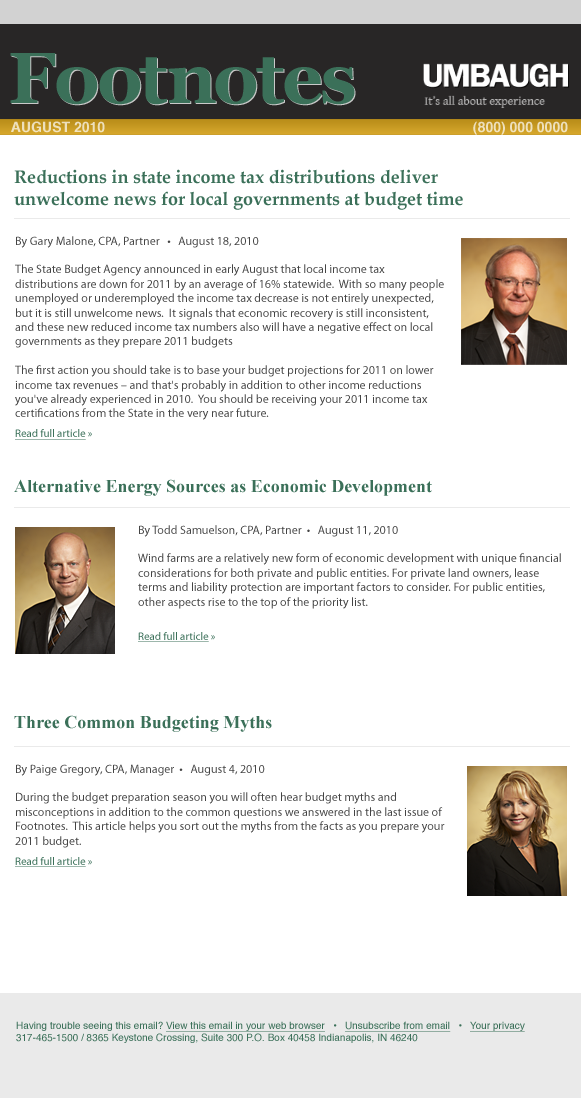 Footnotes
UMBAUGH
It's all about experience
AUGUST 2010
(800) 000 0000
Reductions in state income tax distributions deliver
unwelcome news for local governments at budget time
By Gary Malone, CPA, Partner • August 18, 2010
The State Budget Agency announced in early August that local income tax
distributions are down for 2011 by an average of 16% statewide. With so many people
unemployed or underemployed the income tax decrease is not entirely unexpected,
but it is still unwelcome news. It signals that economic recovery is still inconsistent,
and these new reduced income tax numbers also will have a negative effect on local
governments as they prepare 2011 budgets
The first action you should take is to base your budget projections for 2011 on lower
income tax revenues – and that's probably in addition to other income reductions
you've already experienced in 2010. You should be receiving your 2011 income tax
certifications from the State in the very near future.
Read full article »
Alternative Energy Sources as Economic Development
By Todd Samuelson, CPA, Partner • August 11, 2010
Wind farms are a relatively new form of economic development with unique financial
considerations for both private and public entities. For private land owners, lease
terms and liability protection are important factors to consider. For public entities,
other aspects rise to the top of the priority list.
Read full article »
Three Common Budgeting Myths
By Paige Gregory, CPA, Manager • August 4, 2010
During the budget preparation season you will often hear budget myths and
misconceptions in addition to the common questions we answered in the last issue of
Footnotes. This article helps you sort out the myths from the facts as you prepare your
2011 budget.
Read full article »
Having trouble seeing this email? View this email in your web browser • Unsubscribe from email • Your privacy
317-465-1500 / 8365 Keystone Crossing, Suite 300 P.O. Box 40458 Indianapolis, IN 46240